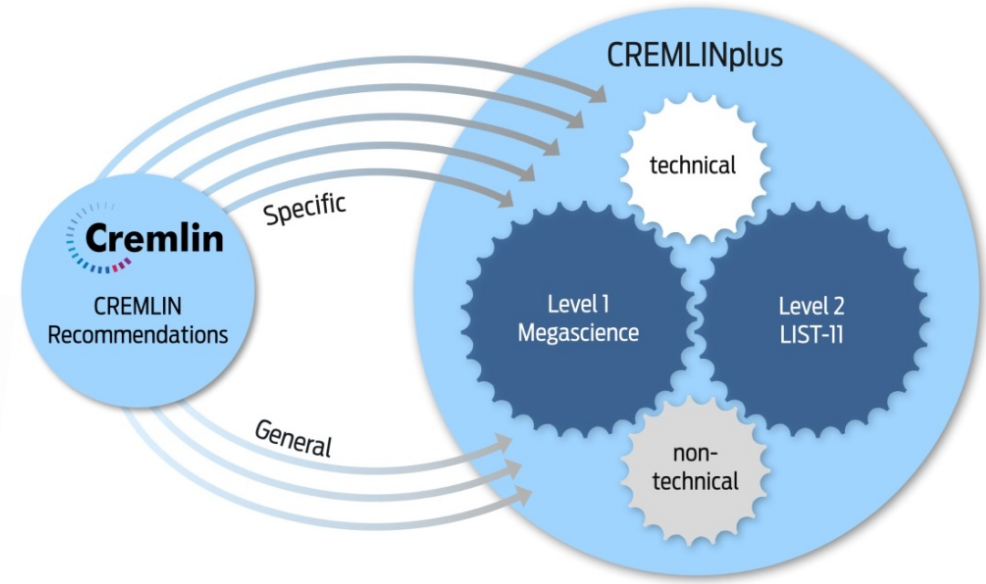 CREMLINplus
technical
Specific
Cremlin
CREMLIN
Recommendations
Level 1
Megascience
Level 2
LIST-11
General
non-
technical